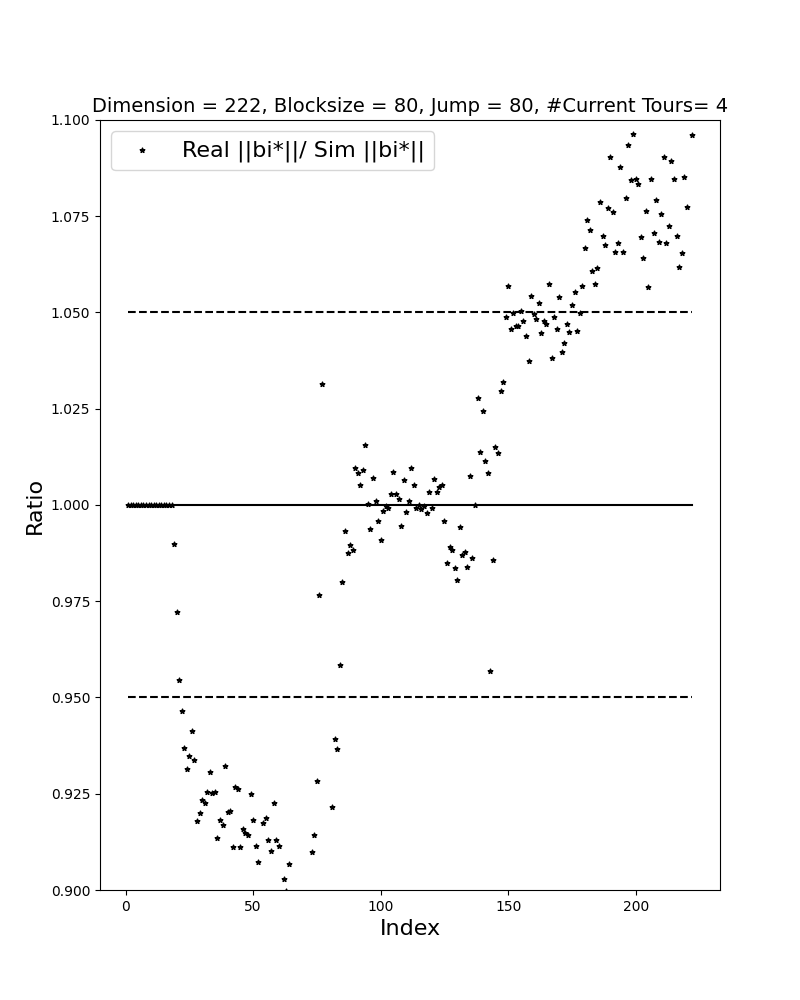 Dimension = 222, Blocksize = 80, Jump = 80, #Current Tours= 4
Real ||bi*||/ Sim ||bi*||
1.100
1.075
1.050
1.025
1.000
0.975
0.950
0.925
0.900
Ratio
0 50 100 150 200
Index